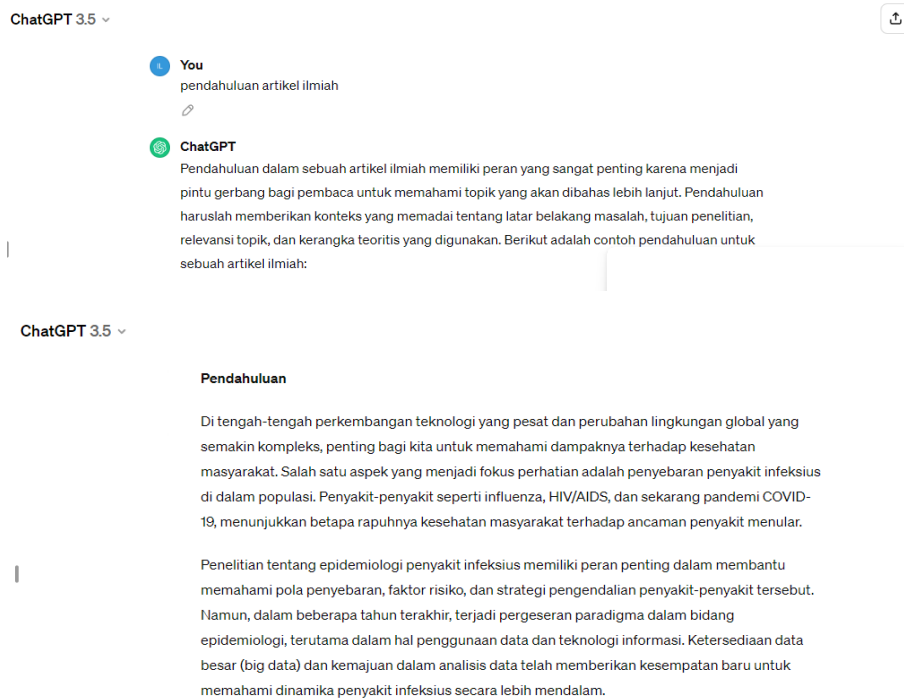 ChatGPT 3.5
You
pendahuluan artikel ilmiah
ChatGPT
Pendahuluan dalam sebuah artikel ilmiah memiliki peran yang sangat penting karena menjadi
pintu gerbang bagi pembaca untuk memahami topik yang akan dibahas lebih lanjut. Pendahuluan
haruslah memberikan konteks yang memadai tentang latar belakang masalah, tujuan penelitian,
relevansi topik, dan kerangka teoritis yang digunakan. Berikut adalah contoh pendahuluan untuk
sebuah artikel ilmiah:
ChatGPT 3.5
Pendahuluan
Di tengah-tengah perkembangan teknologi yang pesat dan perubahan lingkungan global yang
semakin kompleks, penting bagi kita untuk memahami dampaknya terhadap kesehatan
masyarakat. Salah satu aspek yang menjadi fokus perhatian adalah penyebaran penyakit infeksius
di dalam populasi. Penyakit-penyakit seperti influenza, HIV/AIDS, dan sekarang pandemi COVID-
19, menunjukkan betapa rapuhnya kesehatan masyarakat terhadap ancaman penyakit menular.
Penelitian tentang epidemiologi penyakit infeksius memiliki peran penting dalam membantu
memahami pola penyebaran, faktor risiko, dan strategi pengendalian penyakit-penyakit tersebut.
Namun, dalam beberapa tahun terakhir, terjadi pergeseran paradigma dalam bidang
epidemiologi, terutama dalam hal penggunaan data dan teknologi informasi. Ketersediaan data
besar (big data) dan kemajuan dalam analisis data telah memberikan kesempatan baru untuk
memahami dinamika penyakit infeksius secara lebih mendalam.